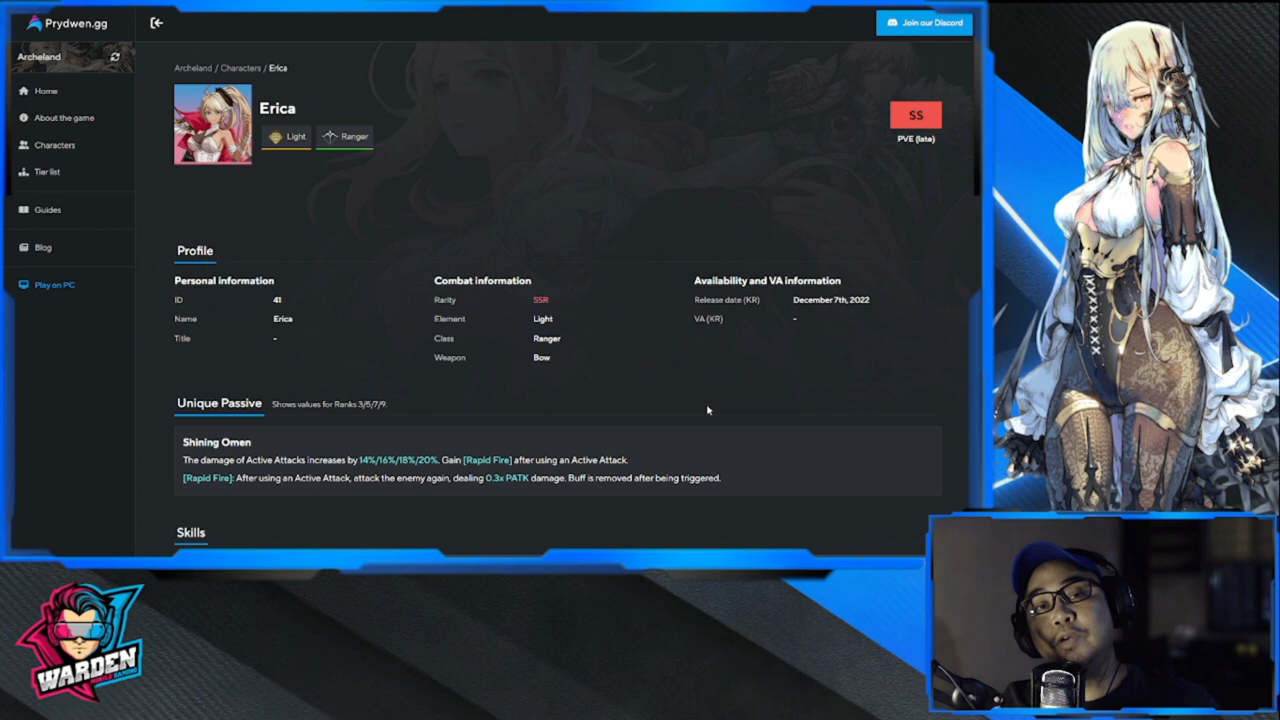 Prydwen.gg
Join our Discord
Archeland
Home
About the game
Characters
Tier list
Guides
Blog
Play on PC
Archeland / Characters / Erica
Erica
Light
Ranger
SS
PVE (late)
Profile
Personal information
ID 41
Name Erica
Title -
Combat information
Rarity SSR
Element Light
Class Ranger
Weapon Bow
Availability and VA information
Release date (KR) December 7th, 2022
VA (KR) -
Unique Passive Shows values for Ranks 3/5/7/9.
Shining Omen
The damage of Active Attacks increases by 14%/16%/18%/20%. Gain [Rapid Fire] after using an Active Attack.
[Rapid Fire]: After using an Active Attack, attack the enemy again, dealing 0.3x PATK damage. Buff is removed after being triggered.
Skills
WARDEN
MOBILE GAMING